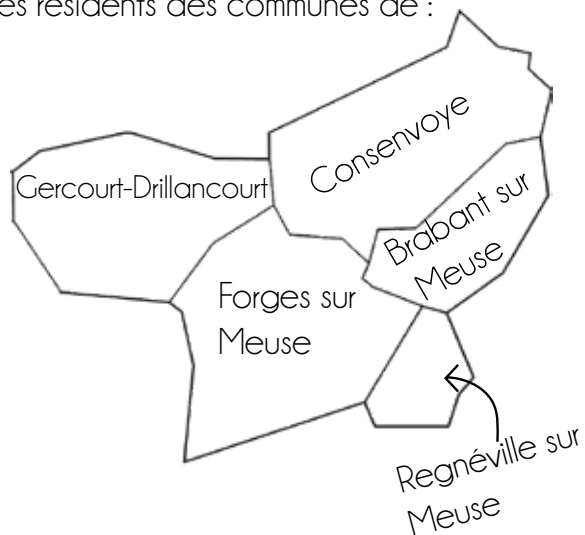 es résidents des communes de :
Consenvoye
Gercourt-Drillancourt
Brabant sur
Meuse
Forges sur
Meuse
Regnéville sur
Meuse